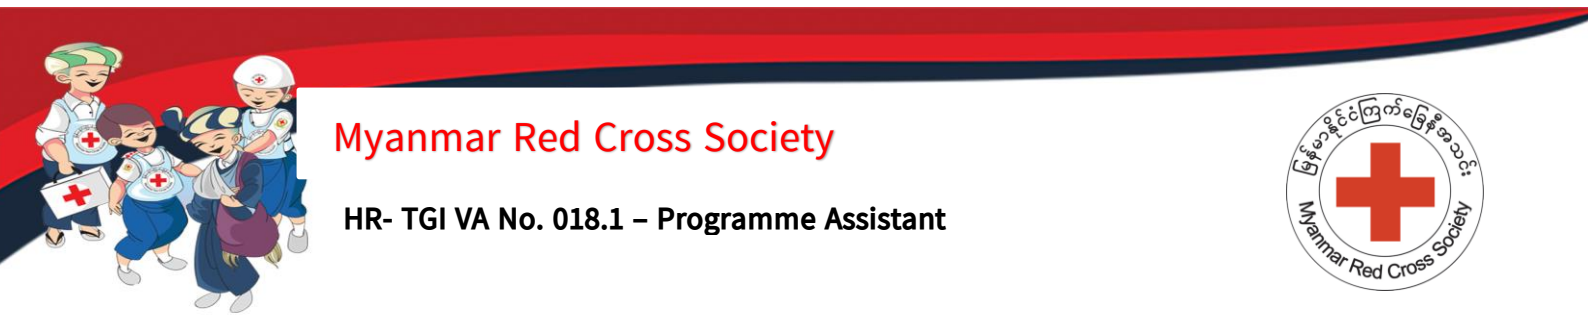 Myanmar Red Cross Society
HR- TGI VA No. 018.1 – Programme Assistant
မြန်မာနိုင်ငံကြက်ခြေနီအသင်း
Myanmar Red Cross Society